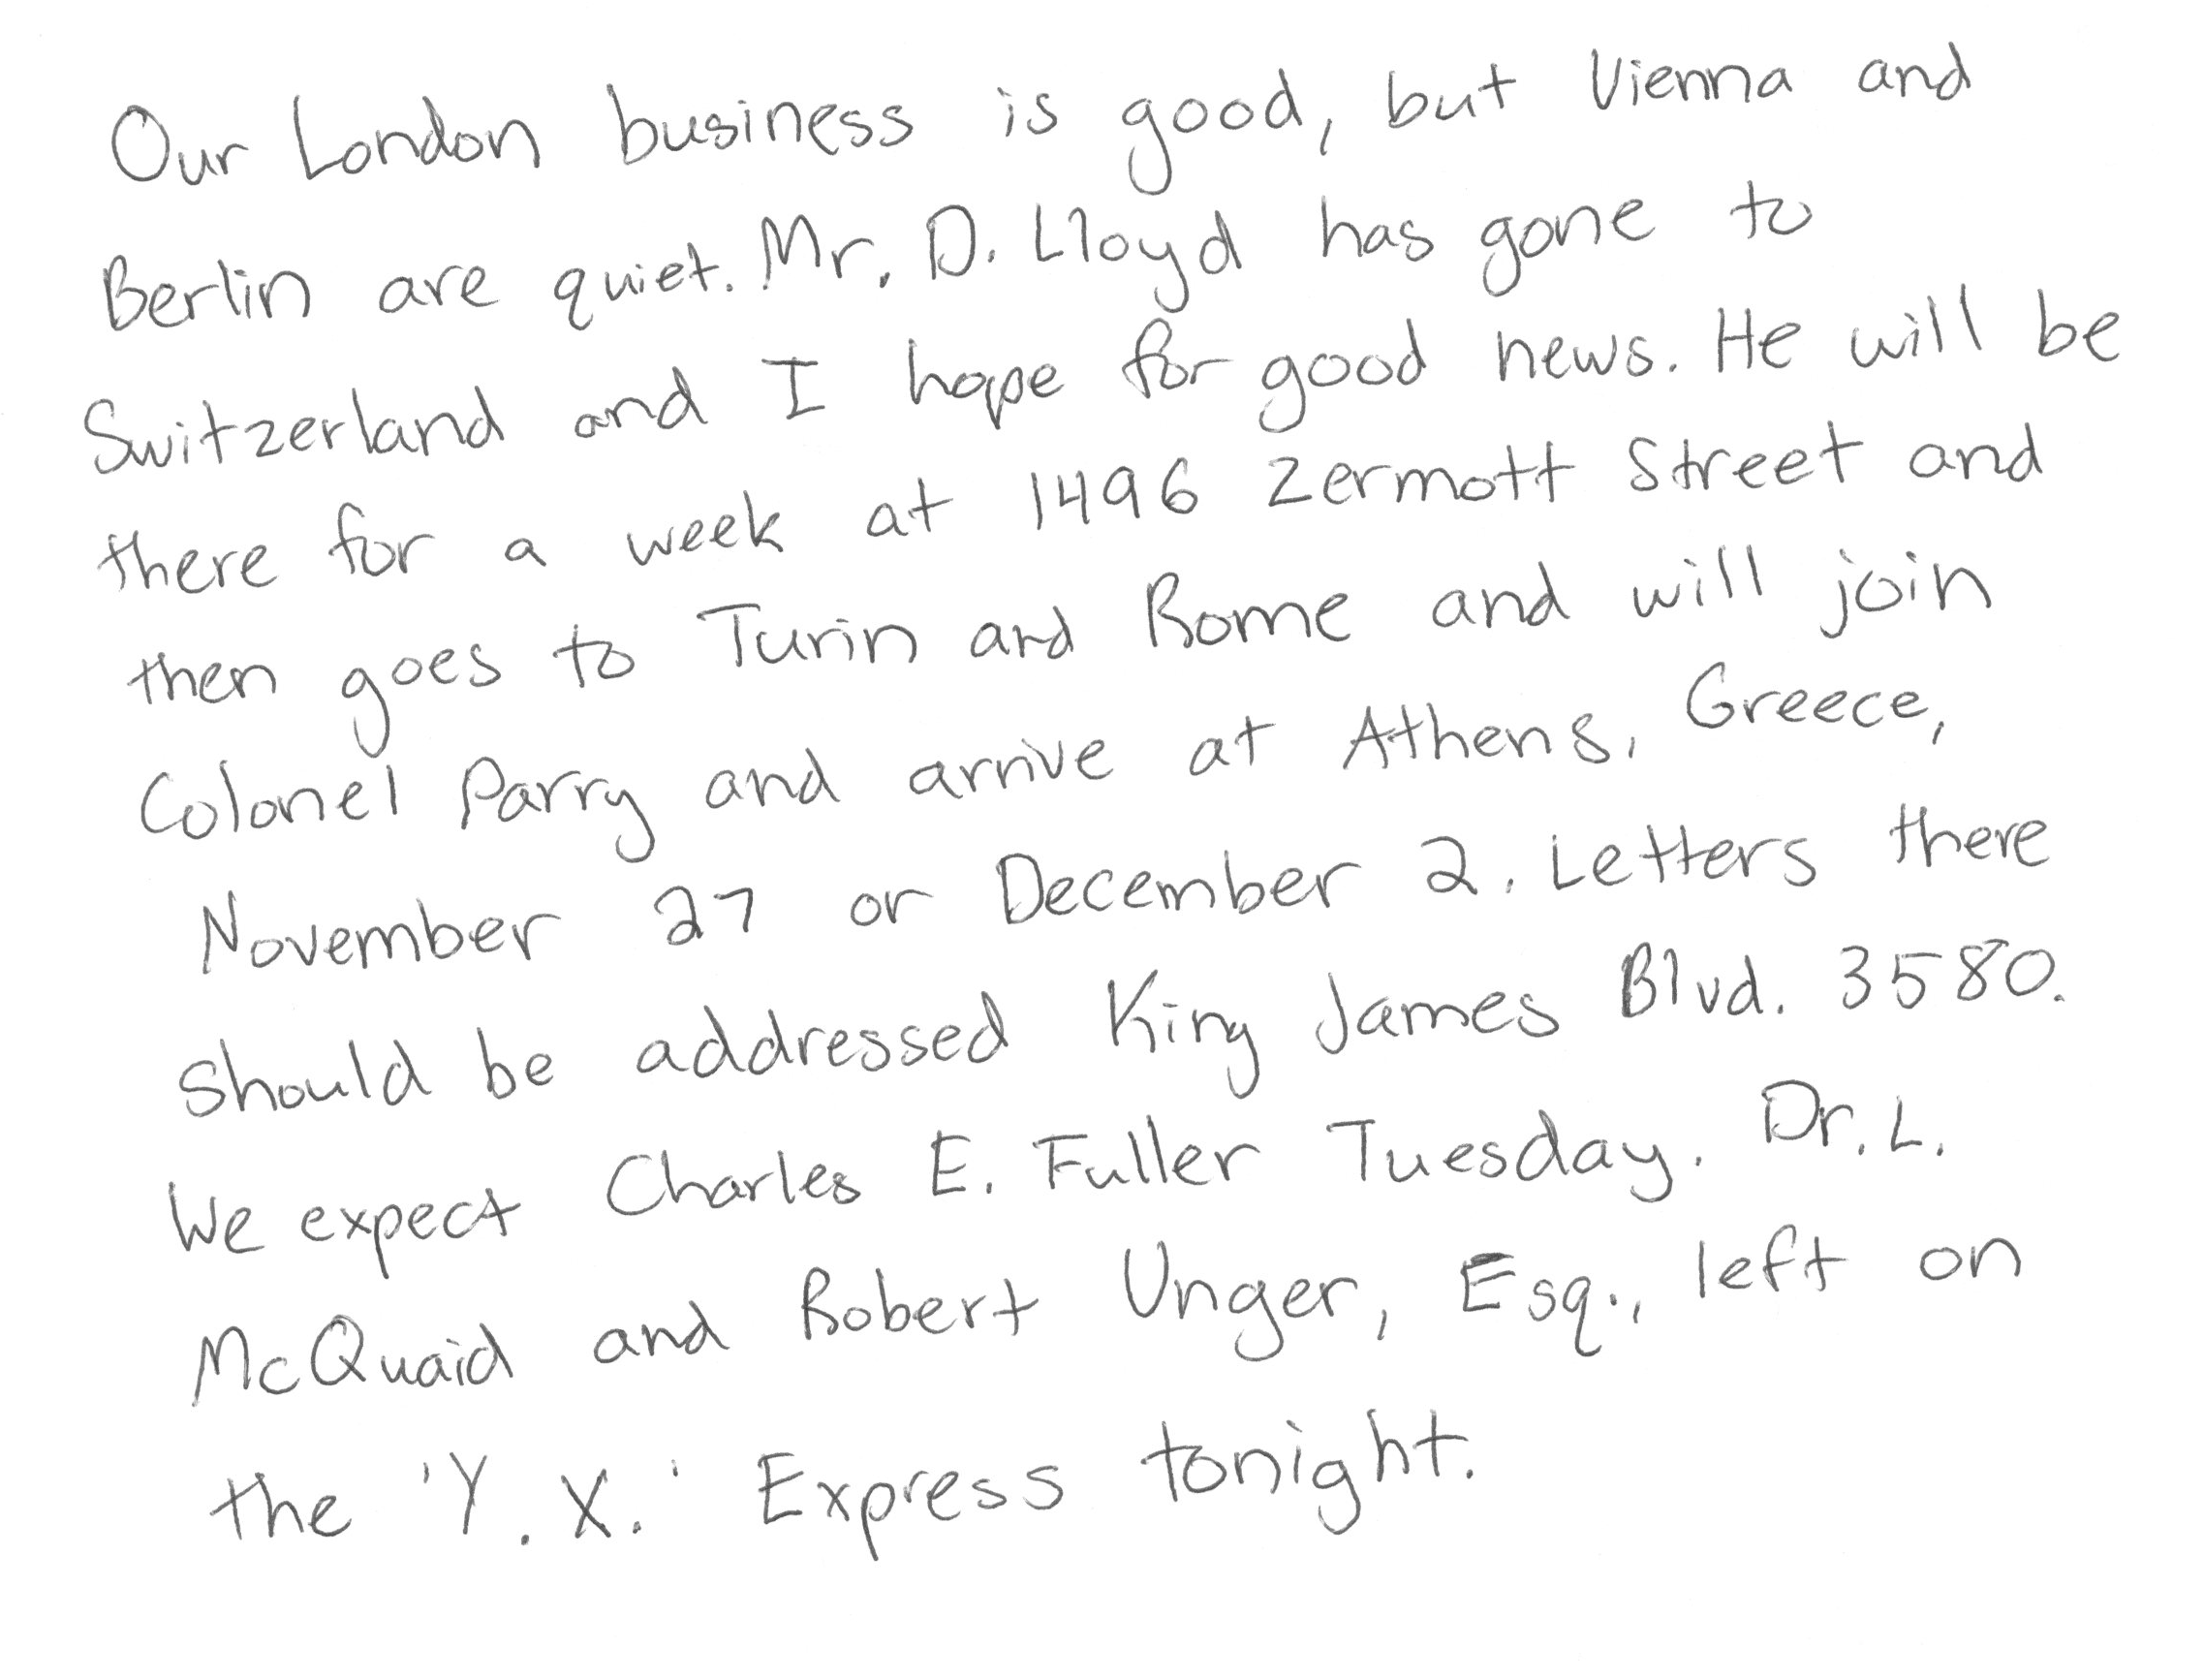 Our London business is good, but Vienna and
Berlin are quiet. Mr. D. Lloyd has gone to
Switzerland and I hope for good news. He will be
there for a week at 1496 Zermott Street and
then goes to Turin and Rome and will join
Colonel Parry and arrive at Athens, Greece,
November 27 or December 2. Letters there
should be addressed King James Blvd. 3580.
We expect Charles E. Fuller Tuesday. Dr. L.
McQuaid and Robert Unger, Esq., left on
the 'Y.X.' Express tonight.